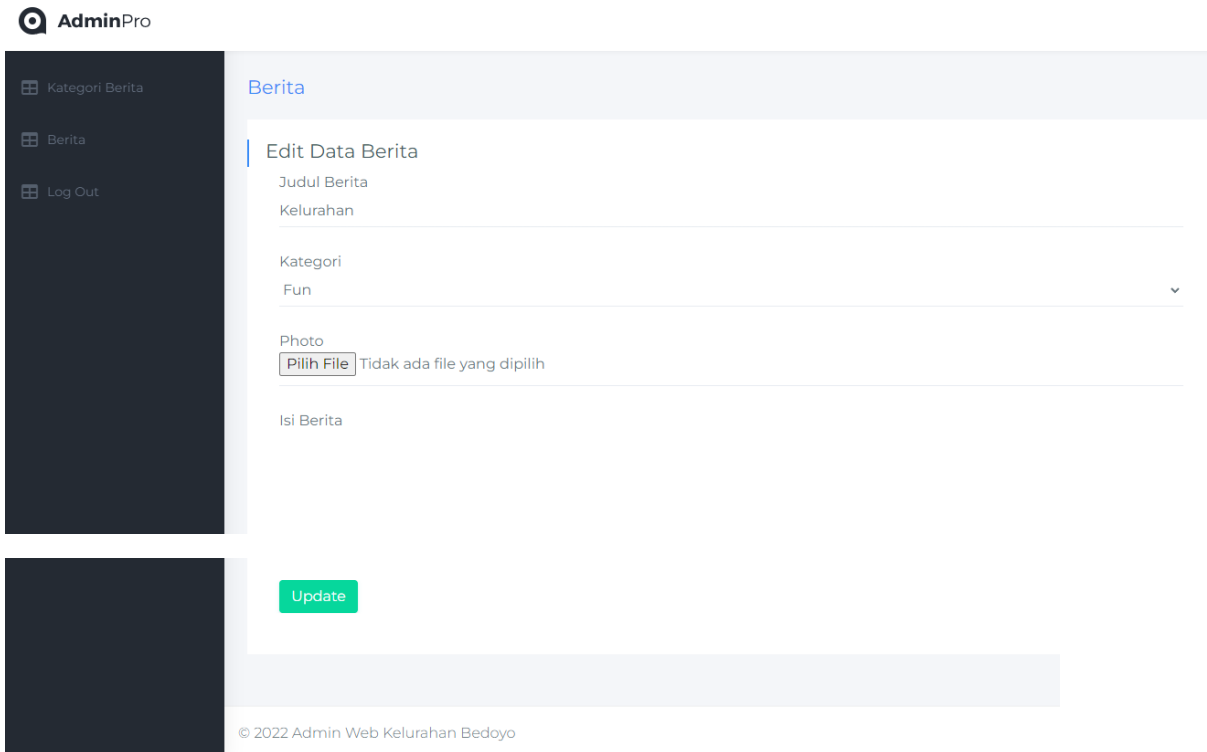 AdminPro
Kategori Berita
Berita
Log Out
Berita
Edit Data Berita
Judul Berita
Kelurahan
Kategori
Fun
Photo
Pilih File Tidak ada file yang dipilih
Isi Berita
Update
© 2022 Admin Web Kelurahan Bedoyo